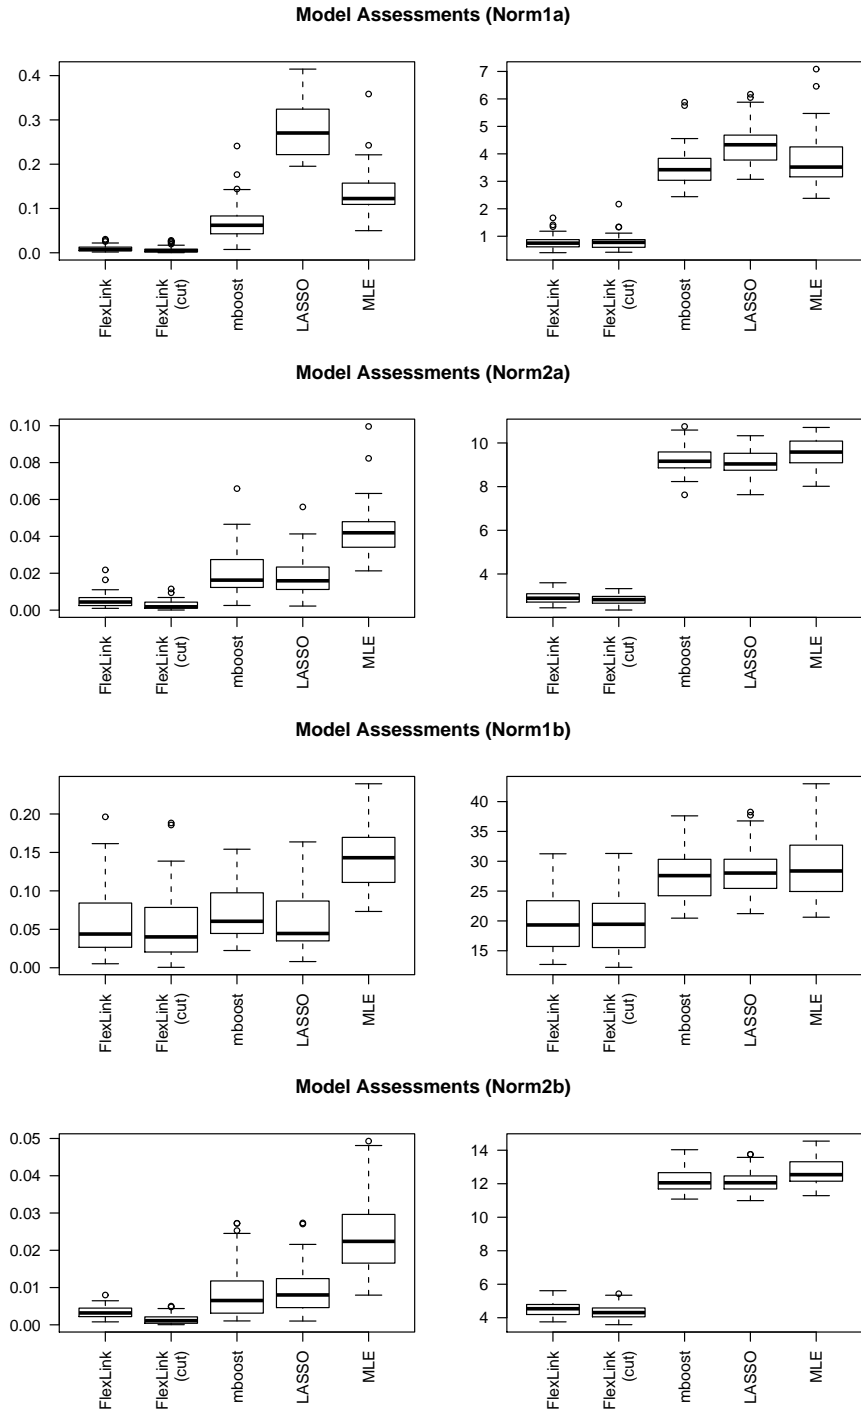 Model Assessments (Norm1a)
0.4
0.3
0.2
0.1
0.0
FlexLink
FlexLink
(cut)
mboost
LASSO
MLE
7
6
5
4
3
2
1
FlexLink
FlexLink
(cut)
mboost
LASSO
MLE
Model Assessments (Norm2a)
0.10
0.08
0.06
0.04
0.02
0.00
FlexLink
FlexLink
(cut)
mboost
LASSO
MLE
10
8
6
4
FlexLink
FlexLink
(cut)
mboost
LASSO
MLE
Model Assessments (Norm1b)
0.20
0.15
0.10
0.05
0.00
FlexLink
FlexLink
(cut)
mboost
LASSO
MLE
40
35
30
25
20
15
FlexLink
FlexLink
(cut)
mboost
LASSO
MLE
Model Assessments (Norm2b)
0.05
0.04
0.03
0.02
0.01
0.00
FlexLink
FlexLink
(cut)
mboost
LASSO
MLE
14
12
10
8
6
4
FlexLink
FlexLink
(cut)
mboost
LASSO
MLE